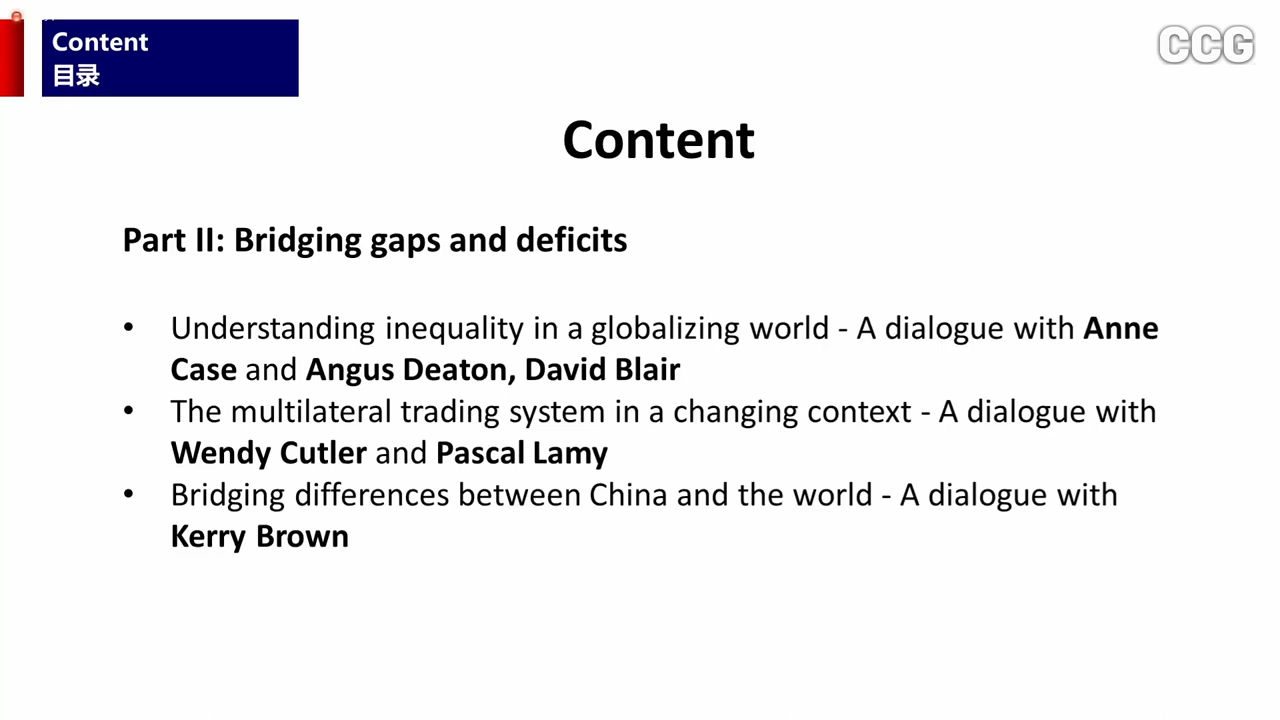 Content
目录
CCG
Content
Part II: Bridging gaps and deficits
• Understanding inequality in a globalizing world - A dialogue with Anne
Case and Angus Deaton, David Blair
• The multilateral trading system in a changing context - A dialogue with
Wendy Cutler and Pascal Lamy
• Bridging differences between China and the world - A dialogue with
Kerry Brown